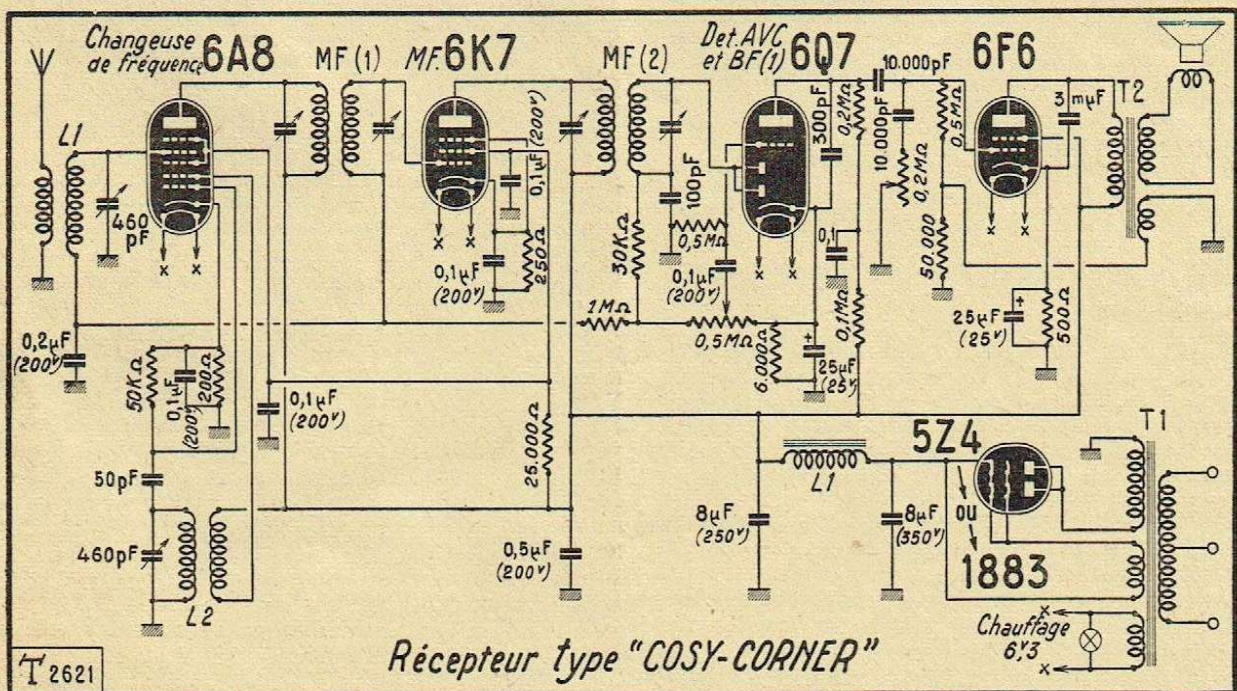 Changeuse
de fréquence 6A8
MF (1)
MF. 6K7
MF (2)
Det. AVC
et BF (1) 6Q7
10.000pF
6F6
T2
L1
460
pF
0,1µF (200v)
0,1µF
(200v)
250Ω
100pF
30KΩ
0,5MΩ
0,1µF
(200v)
300pF
0,2MΩ
10.000pF
0,2MΩ
0,5MΩ
50.000
3 mµF
0,1
0,1MΩ
25µF
(25v)
500Ω
1MΩ
0,5MΩ
6.000Ω
25µF
(25v)
0,2µF
(200v)
50KΩ
0,1µF
(200v)
200Ω
0,1µF
(200v)
25.000Ω
50pF
460pF
L2
0,5µF
(200v)
8µF
(250v)
L1
8µF
(350v)
5Z4
ou
1883
T1
x x
x x
x x
x x
x
Chauffage
6v,3
x
Récepteur type "COSY-CORNER"
T 2621